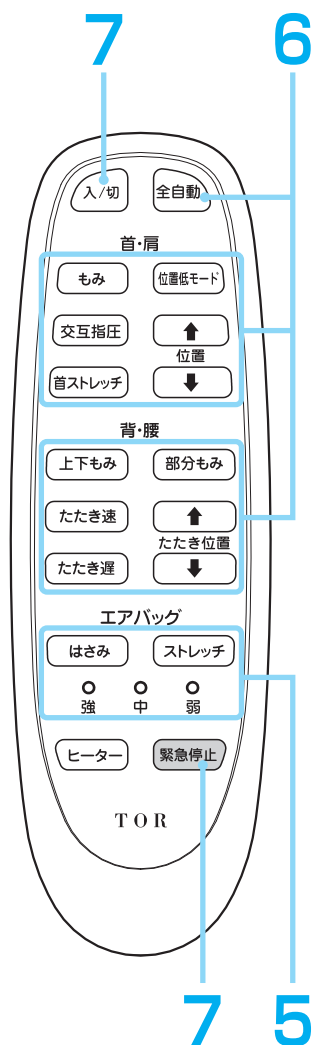 7 6
入/切 全自動
首・肩
もみ 位置低モード
交互指圧 ↑
位置
首ストレッチ ↓
背・腰
上下もみ 部分もみ
たたき速 ↑
たたき位置
たたき遅 ↓
エアバッグ
はさみ ストレッチ
強 中 弱
ヒーター 緊急停止
TOR
7 5